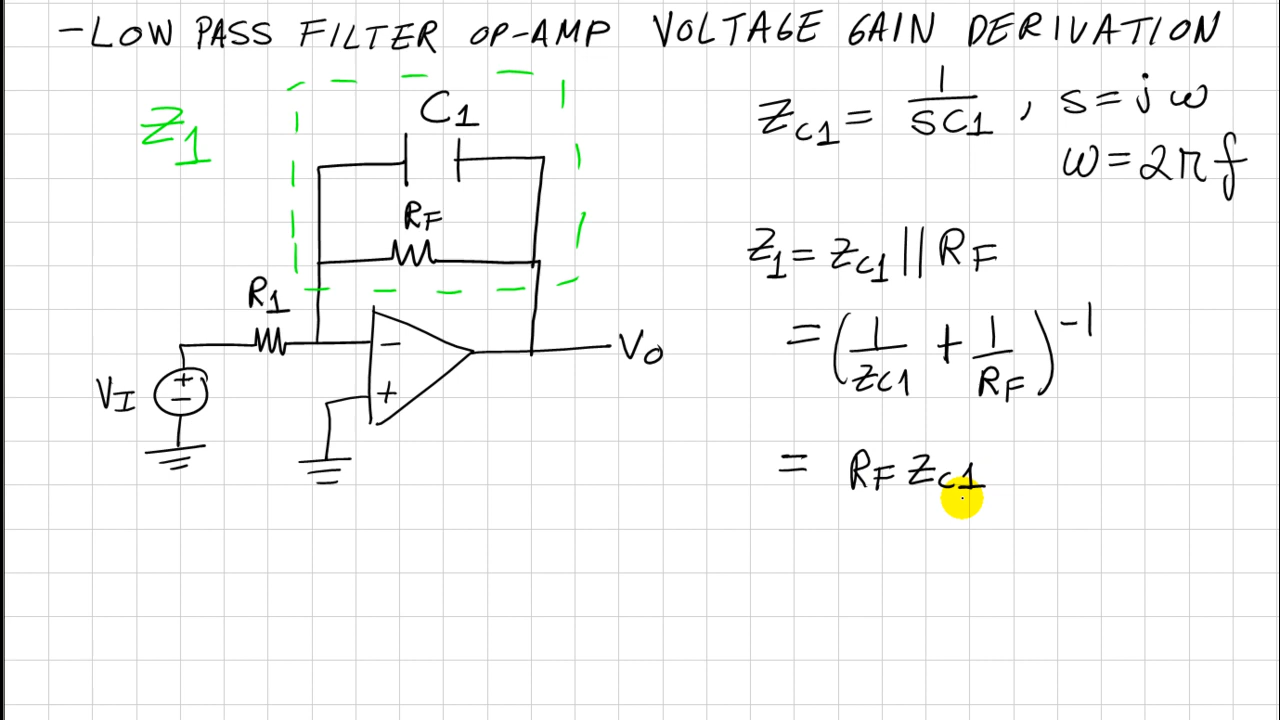 -LOW PASS FILTER OP-AMP VOLTAGE GAIN DERIVATION
Z1
C1
RF
R1
VI
+
-
-
+
VO
ZC1 = 1/SC1 , s = jω
ω = 2πf
Z1 = ZC1 || RF
= (1/ZC1 + 1/RF)^-1
= RF ZC1